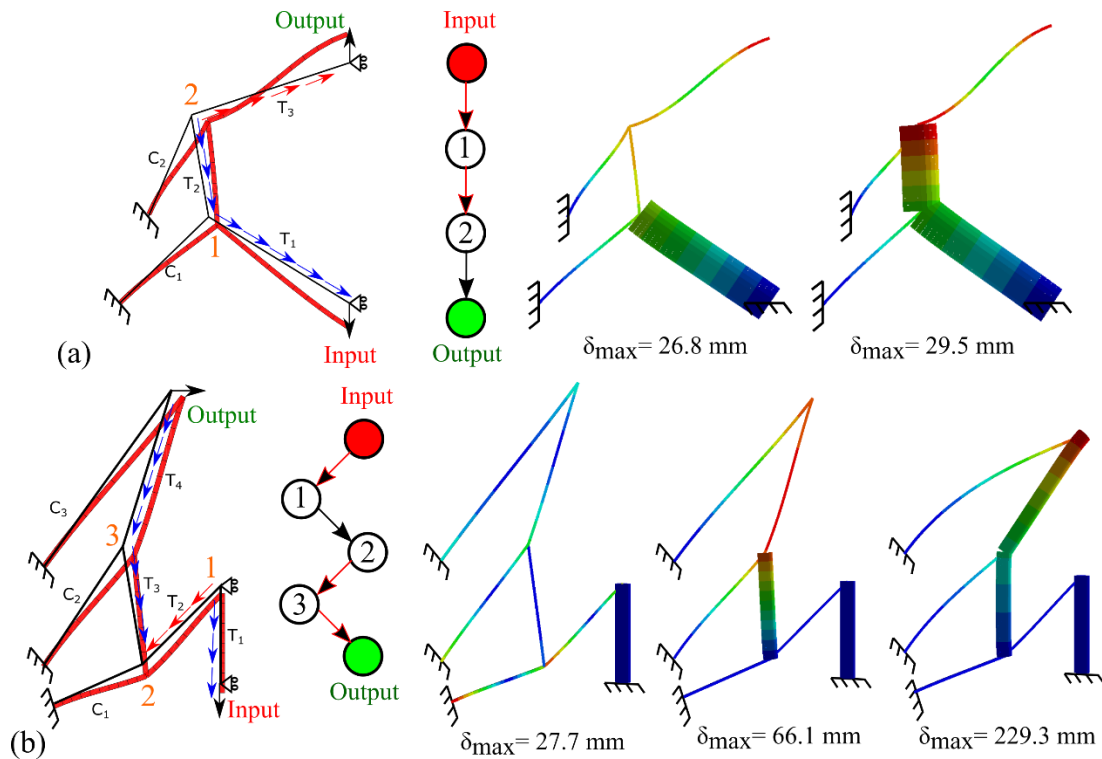 Output
2
T₃
C₂
T₂
T₁
C₁
1
Input
(a)
Input
1
2
Output
δmax= 26.8 mm
δmax= 29.5 mm
Output
T₄
C₃
3
1
T₂
C₂
T₃
T₁
C₁
2
Input
(b)
Input
1
2
3
Output
δmax= 27.7 mm
δmax= 66.1 mm
δmax= 229.3 mm